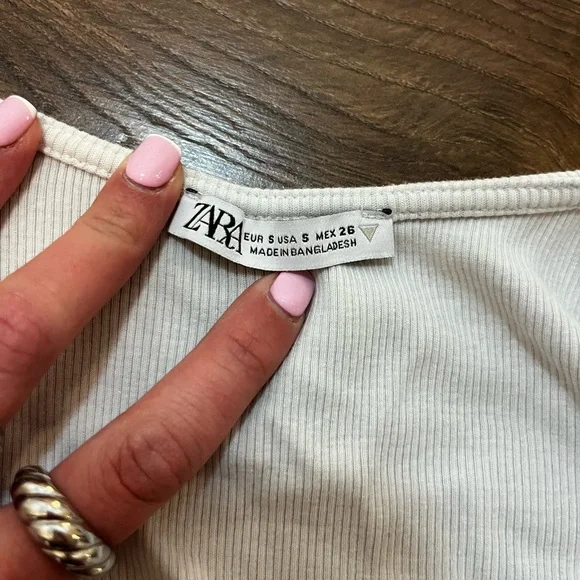 ZARA
EUR S USA S MEX 26
MADE IN BANGLADESH